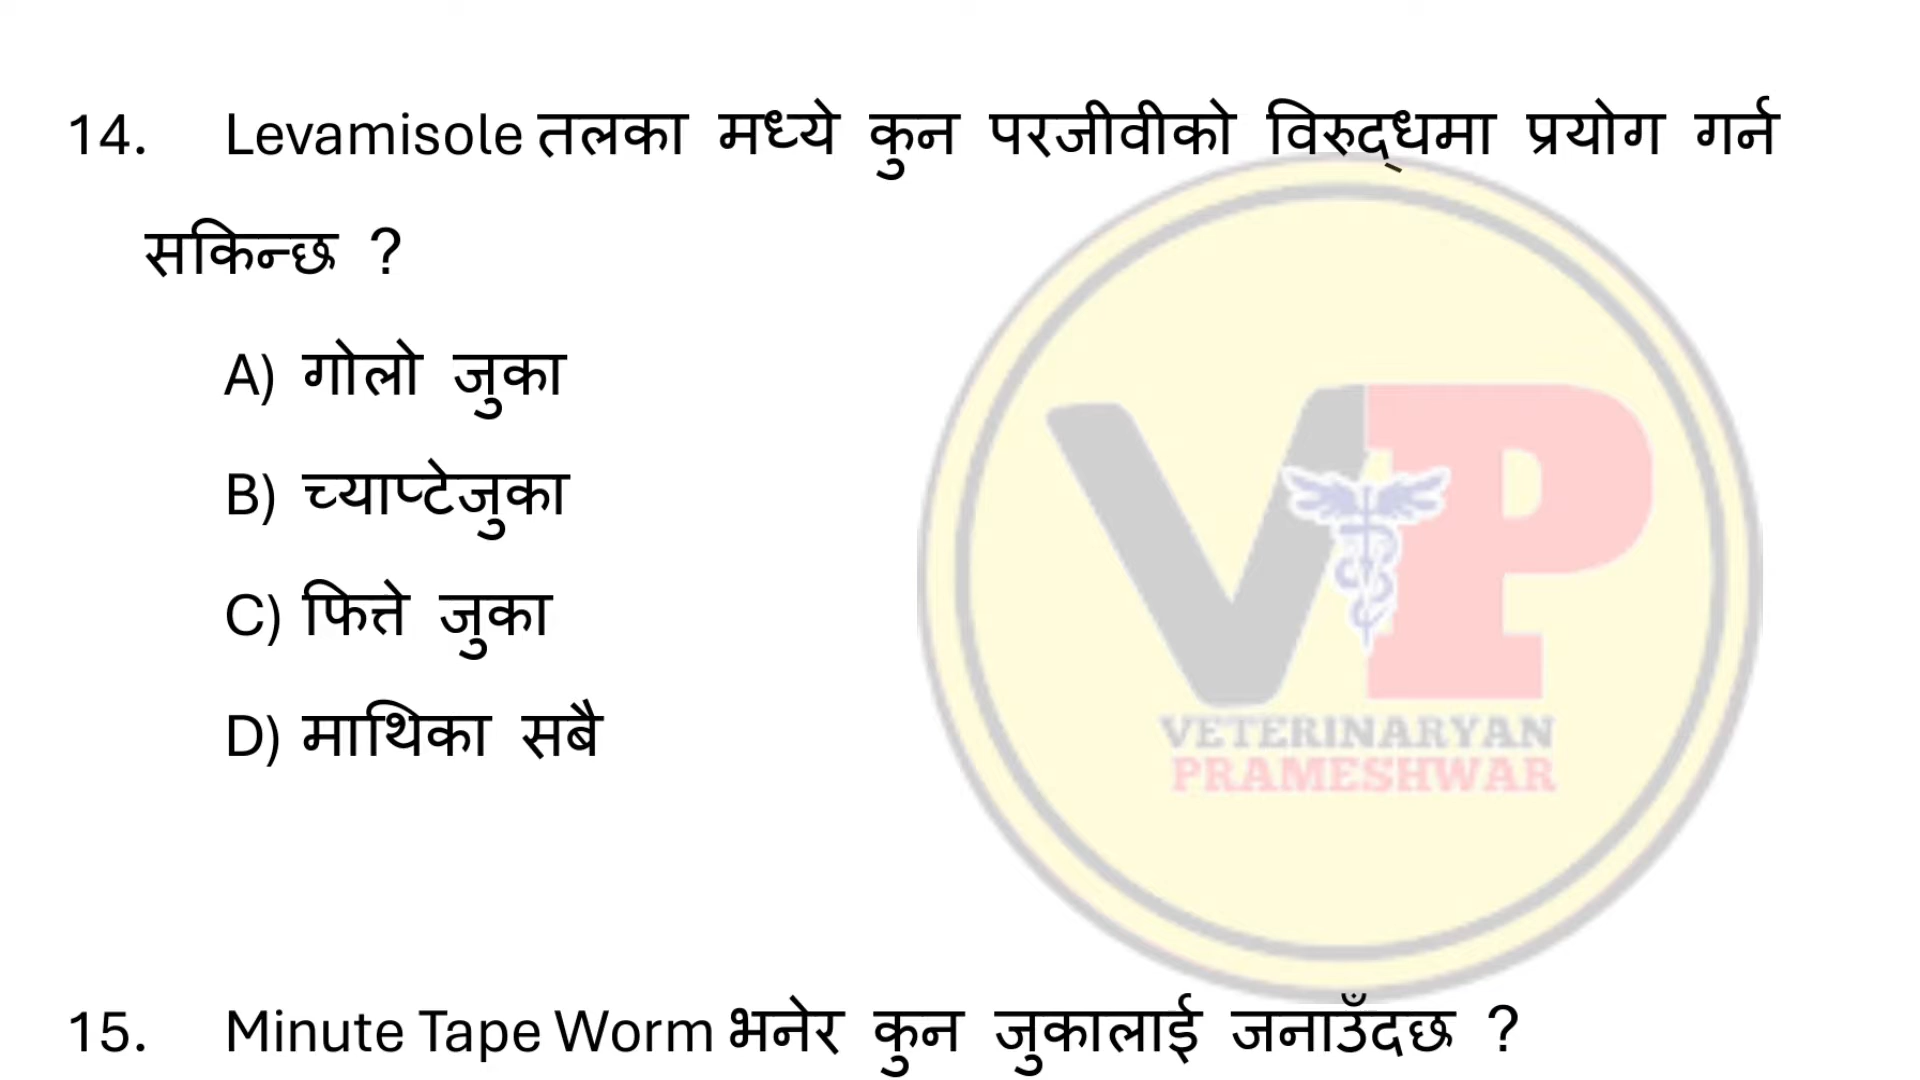 14. Levamisole तलका मध्ये कुन परजीवीको विरुद्धमा प्रयोग गर्न
सकिन्छ ?
A) गोलो जुका
B) च्याप्टेजुका
C) फित्ते जुका
D) माथिका सबै
VP
VETERINARYAN
PRAMESHWAR
15. Minute Tape Worm भनेर कुन जुकालाई जनाउँदछ ?